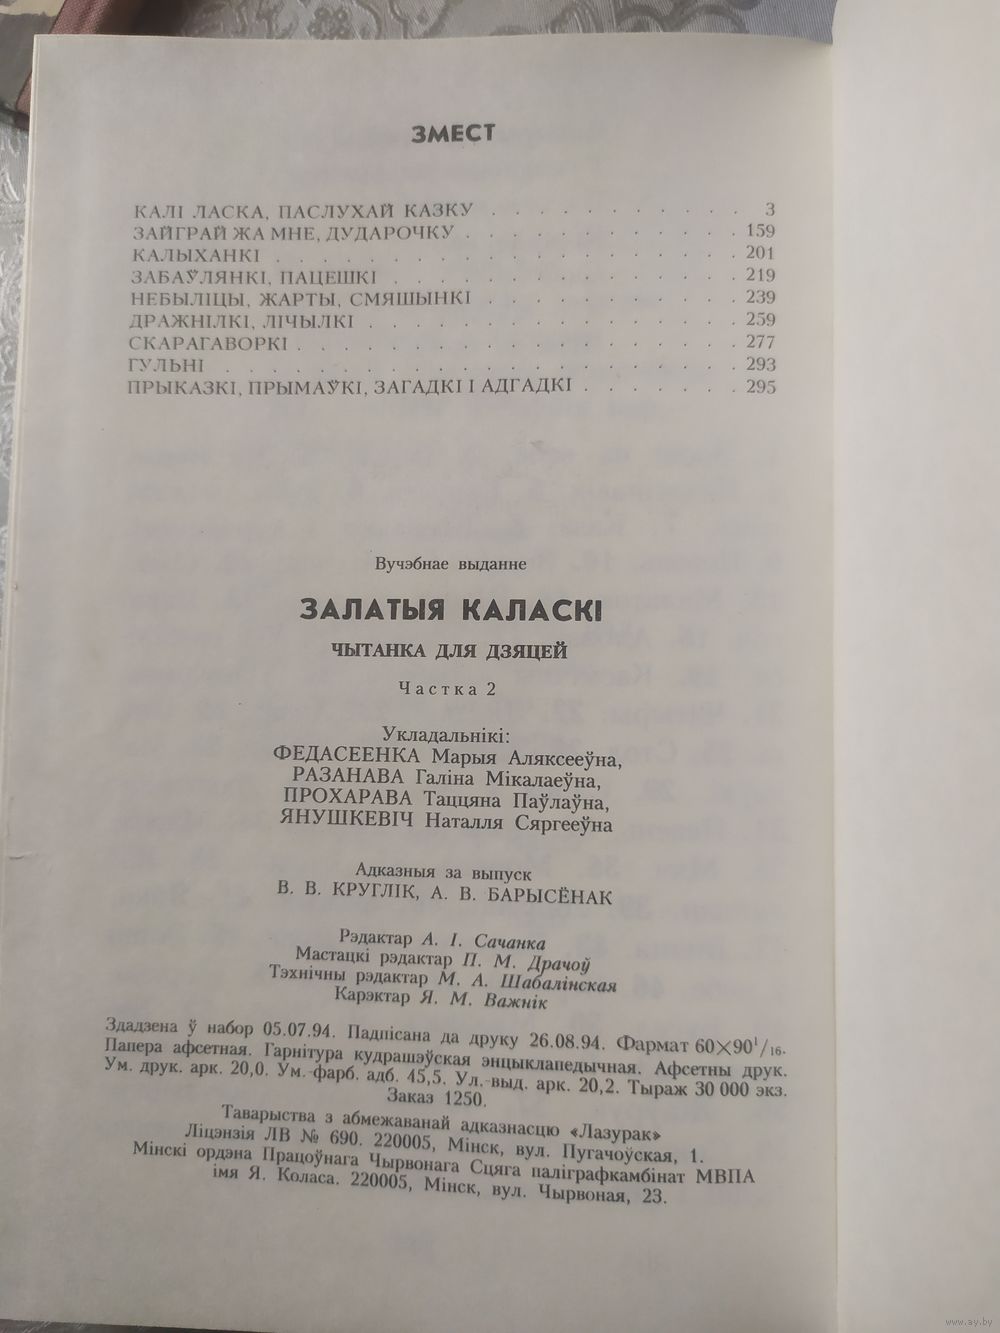 ЗМЕСТ
КАЛІ ЛАСКА, ПАСЛУХАЙ КАЗКУ . . . . . . . . . . . 3
ЗАЙГРАЙ ЖА МНЕ, ДУДАРОЧКУ . . . . . . . . . . . . 159
КАЛЫХАНКІ . . . . . . . . . . . . . . . . . . . 201
ЗАБАЎЛЯНКІ, ПАЦЕШКІ . . . . . . . . . . . . . . . 219
НЕБЫЛІЦЫ, ЖАРТЫ, СМЯШЫНКІ . . . . . . . . . . . 239
ДРАЖНІЛКІ, ЛІЧЫЛКІ . . . . . . . . . . . . . . . . 259
СКАРАГАВОРКІ . . . . . . . . . . . . . . . . . . 277
ГУЛЬНІ . . . . . . . . . . . . . . . . . . . . . 293
ПРЫКАЗКІ, ПРЫМАЎКІ, ЗАГАДКІ І АДГАДКІ . . . . . . . 295
Вучэбнае выданне
ЗАЛАТЫЯ КАЛАСКІ
ЧЫТАНКА ДЛЯ ДЗЯЦЕЙ
Частка 2
Укладальнікі:
ФЕДАСЕЕНКА Марыя Аляксееўна,
РАЗАНАВА Галіна Мікалаеўна,
ПРОХАРАВА Таццяна Паўлаўна,
ЯНУШКЕВІЧ Наталля Сяргееўна
Адказныя за выпуск
В. В. КРУГЛІК, А. В. БАРЫСЁНАК
Рэдактар А. І. Сачанка
Мастацкі рэдактар П. М. Драчоў
Тэхнічны рэдактар М. А. Шабалінская
Карэктар Я. М. Важнік
Здадзена ў набор 05.07.94. Падпісана да друку 26.08.94. Фармат 60×90¹/₁₆.
Папера афсетная. Гарнітура кудрашэўская энцыклапедычная. Афсетны друк.
Ум. друк. арк. 20,0. Ум. фарб. адб. 45,5. Ул.-выд. арк. 20,2. Тыраж 30 000 экз.
Заказ 1250.
Таварыства з абмежаванай адказнасцю «Лазурак»
Ліцэнзія ЛВ № 690. 220005, Мінск, вул. Пугачоўская, 1.
Мінскі ордэна Працоўнага Чырвонага Сцяга паліграфкамбінат МВПА
імя Я. Коласа. 220005, Мінск, вул. Чырвоная, 23.
www.ay.by